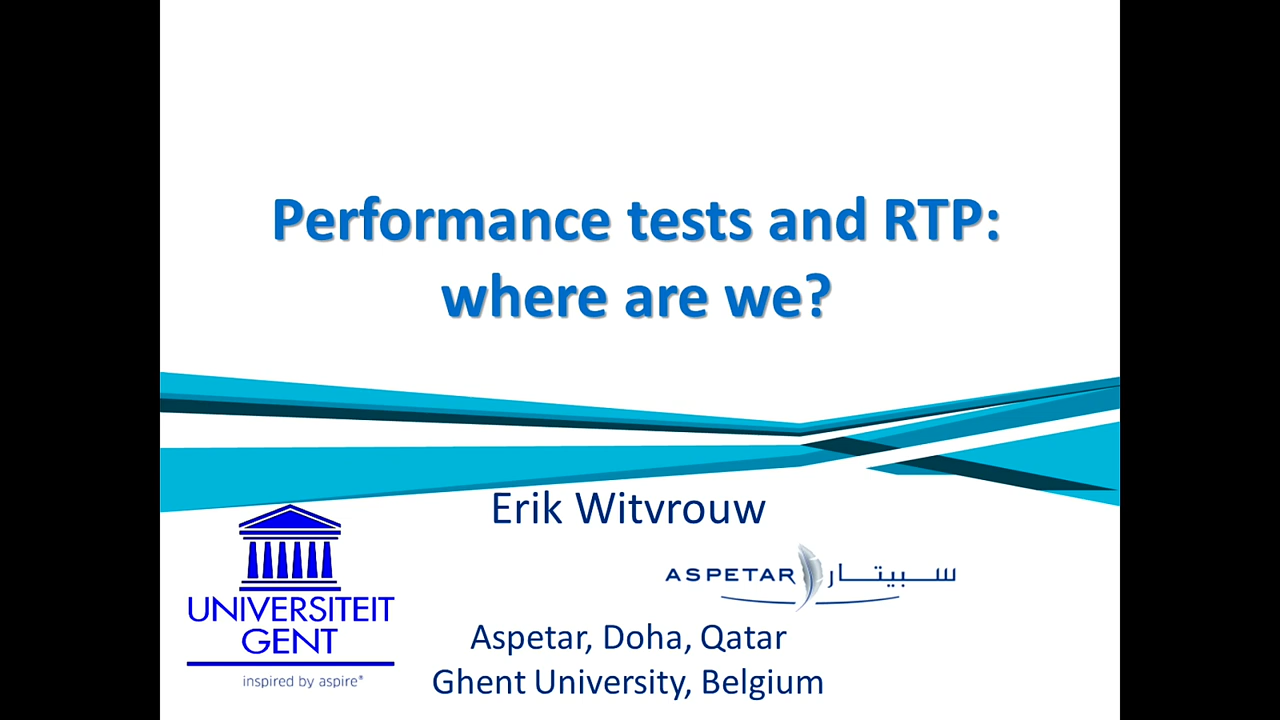 Performance tests and RTP:
where are we?
Erik Witvrouw
ASPETAR سبيتار
UNIVERSITEIT
GENT
inspired by aspire®
Aspetar, Doha, Qatar
Ghent University, Belgium